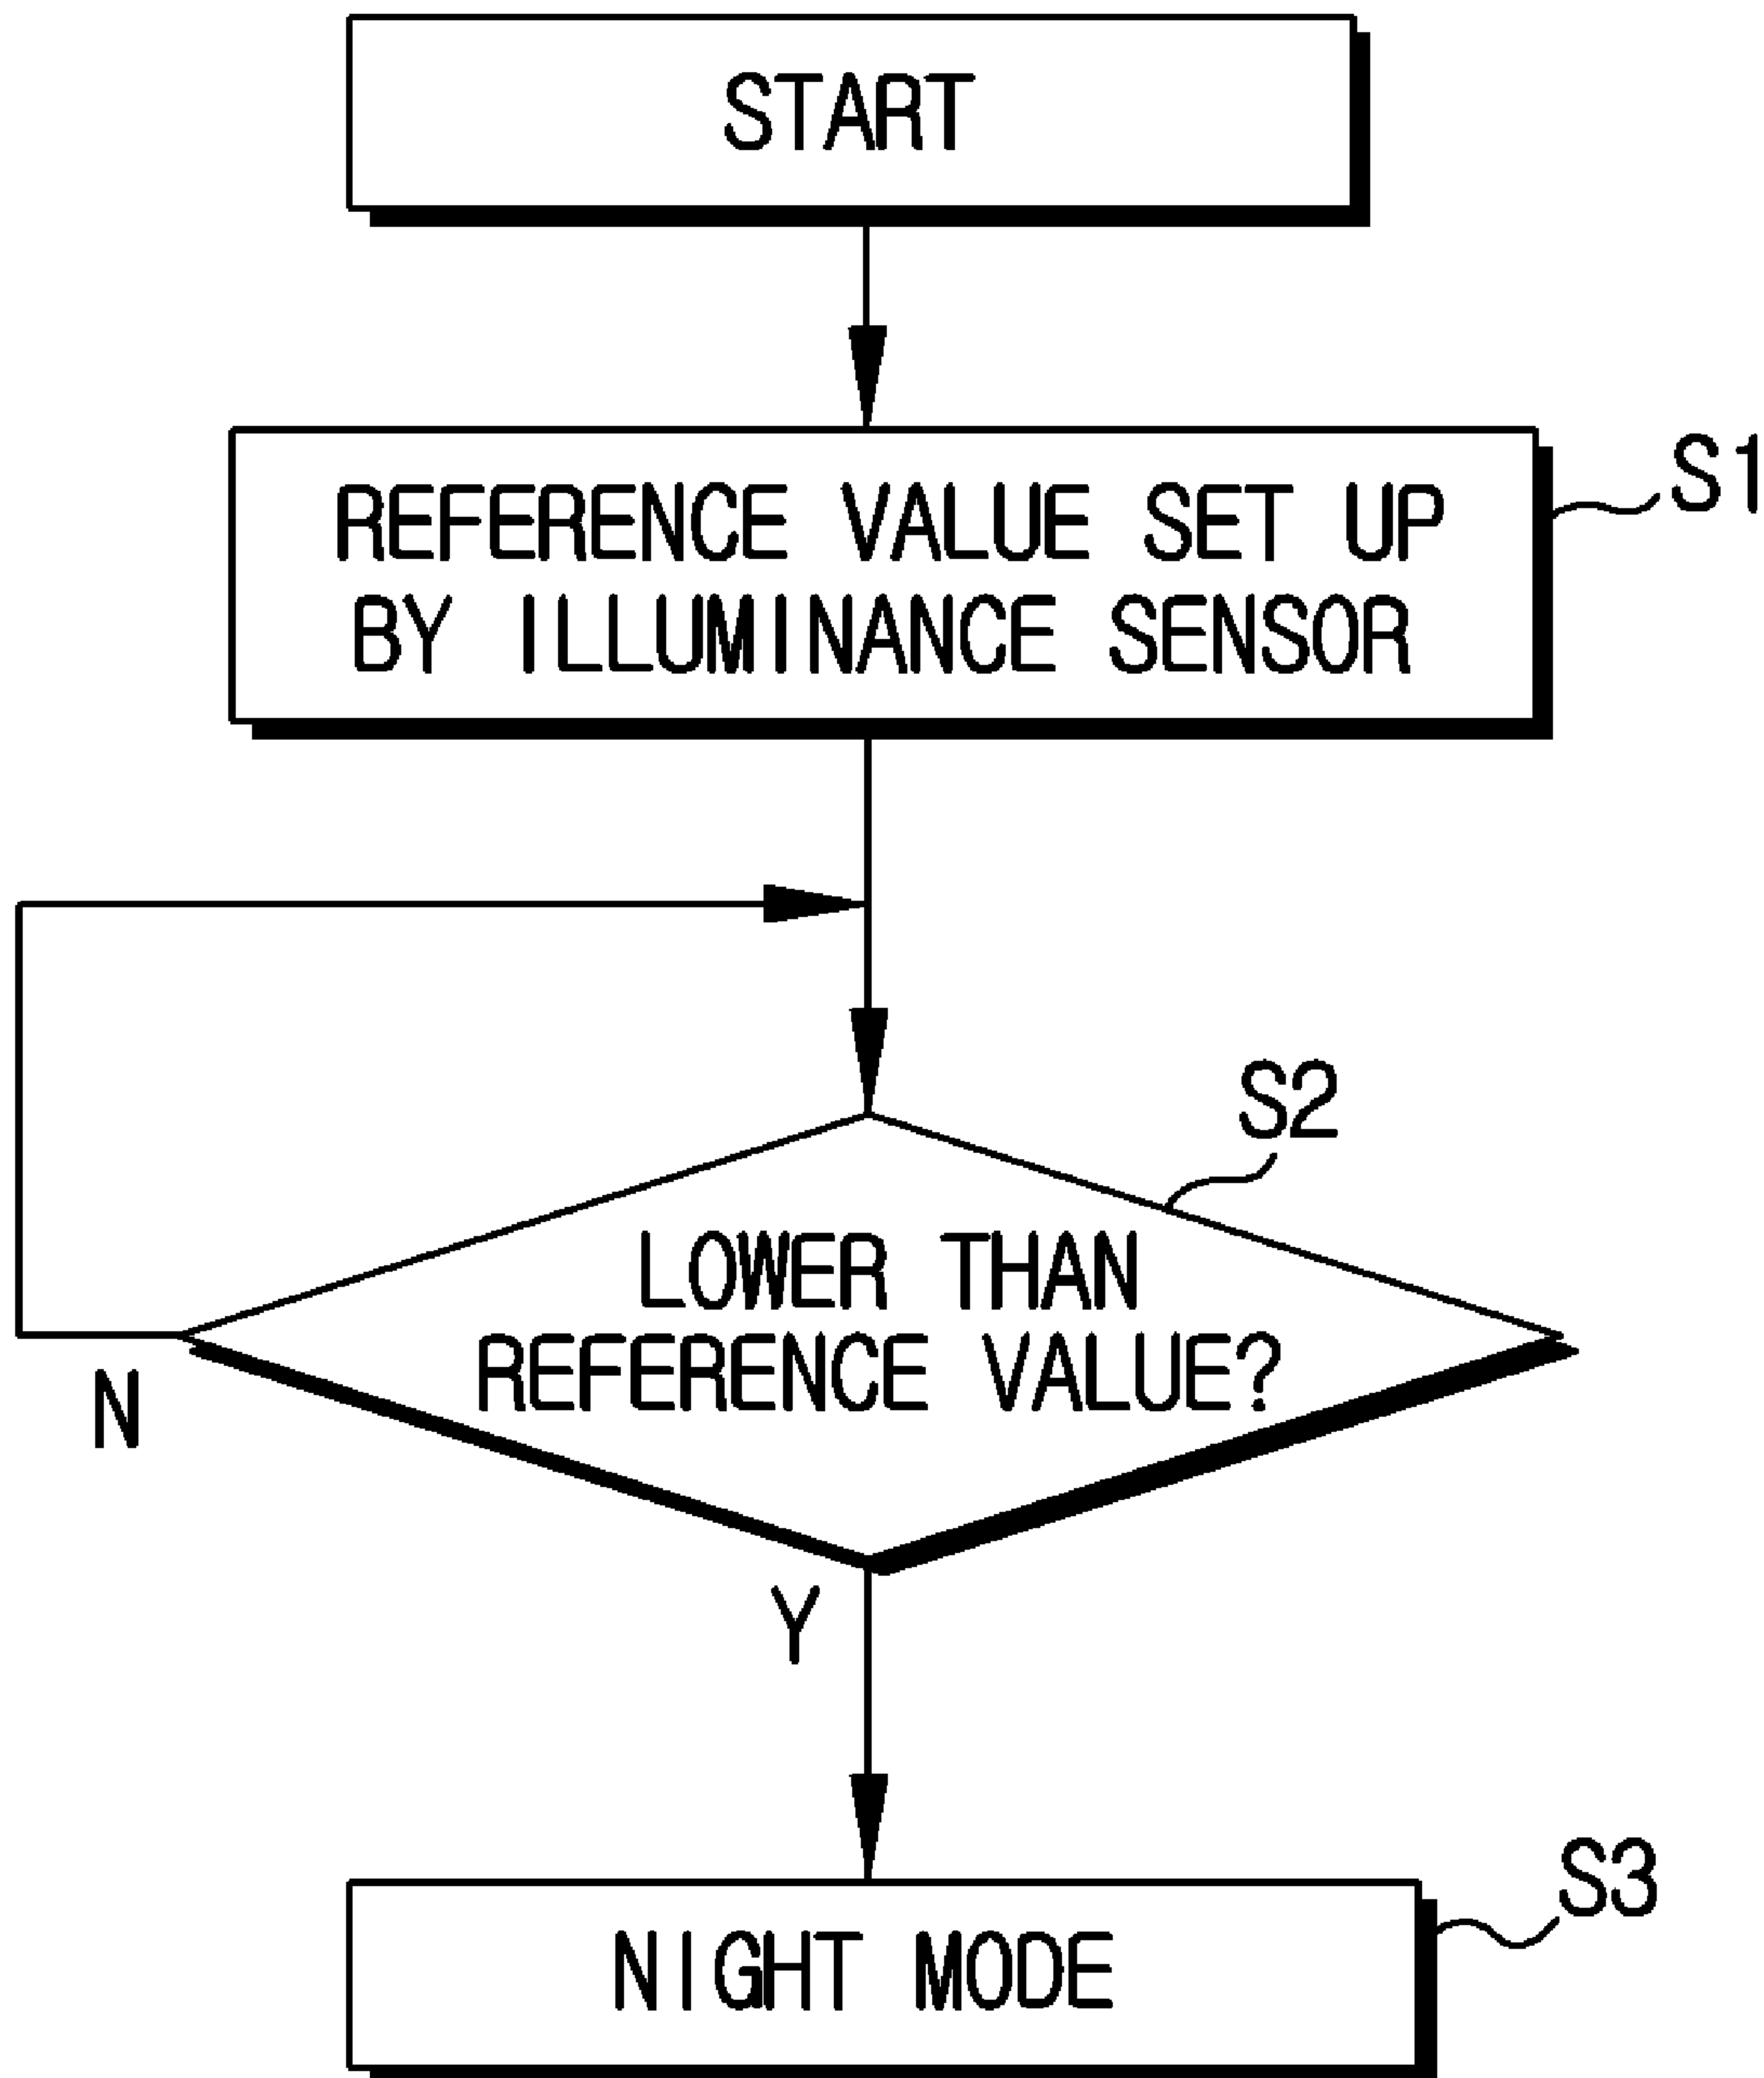 START
REFERENCE VALUE SET UP
BY ILLUMINANCE SENSOR
S1
S2
LOWER THAN
REFERENCE VALUE?
N
Y
S3
NIGHT MODE